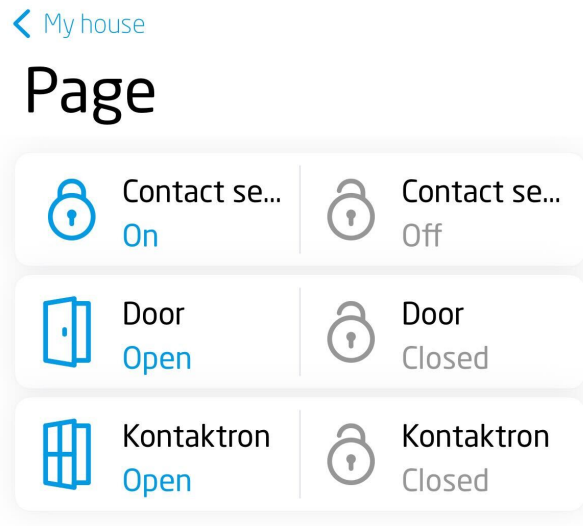 My house
Page
Contact se... Contact se...
On Off
Door Door
Open Closed
Kontaktron Kontaktron
Open Closed